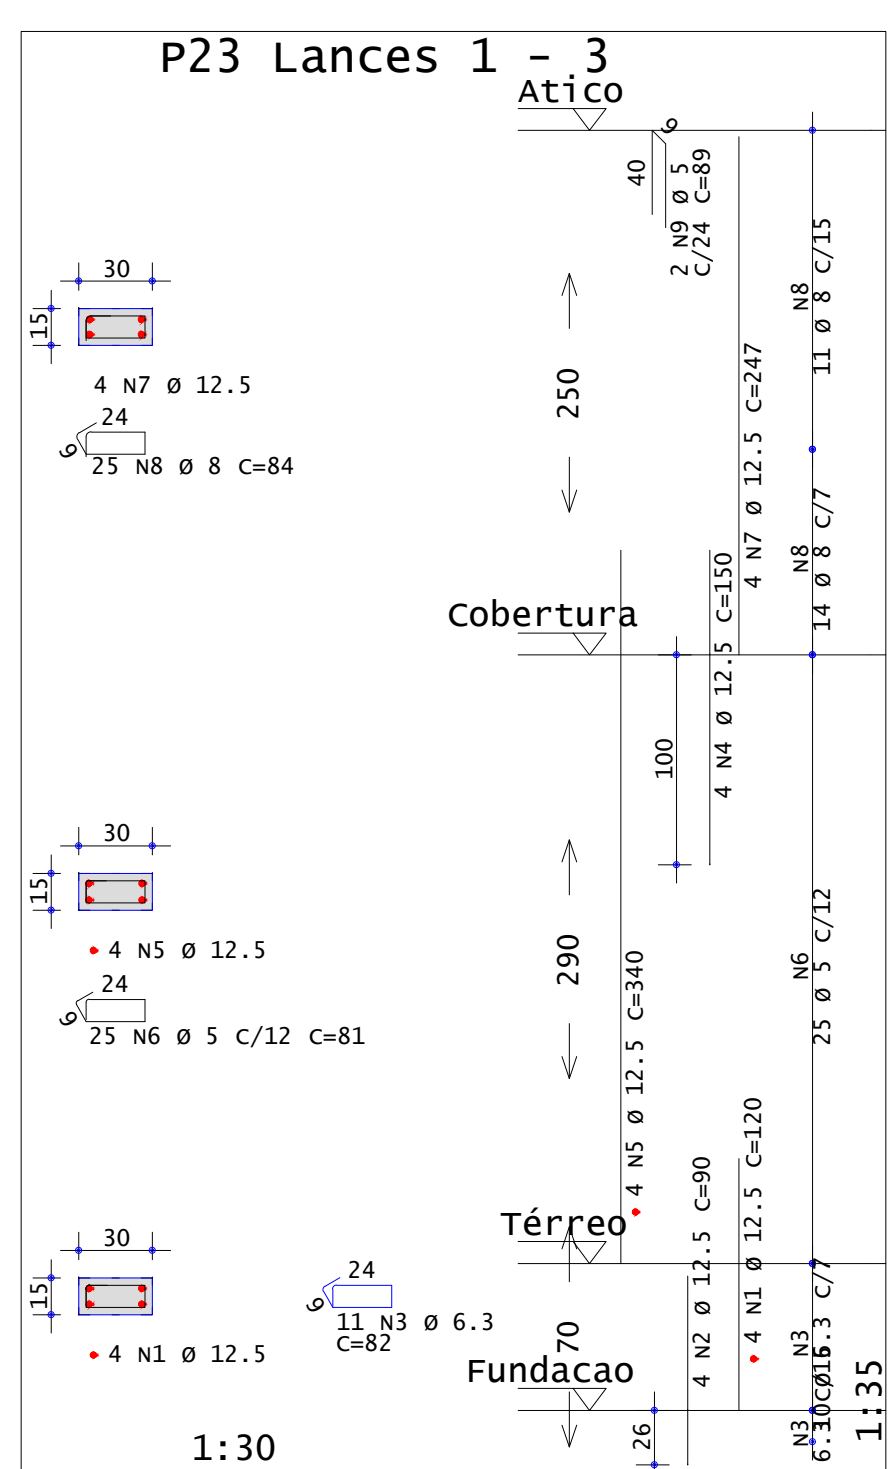 P23 Lances 1 - 3
Atico
9
40
2 N9 Ø 5
C/24 C=89
30
15
4 N7 Ø 12.5
24
9
25 N8 Ø 8 C=84
250
4 N7 Ø 12.5 C=247
N8
11 Ø 8 C/15
N8
14 Ø 8 C/7
Cobertura
100
4 N4 Ø 12.5 C=150
30
15
4 N5 Ø 12.5
24
9
25 N6 Ø 5 C/12 C=81
290
4 N5 Ø 12.5 C=340
N6
25 Ø 5 C/12
Térreo
30
15
4 N1 Ø 12.5
24
9
11 N3 Ø 6.3
C=82
70
4 N2 Ø 12.5 C=90
4 N1 Ø 12.5 C=120
N3
6.3 C/7
Fundacao
26
N3
1:30
1:35